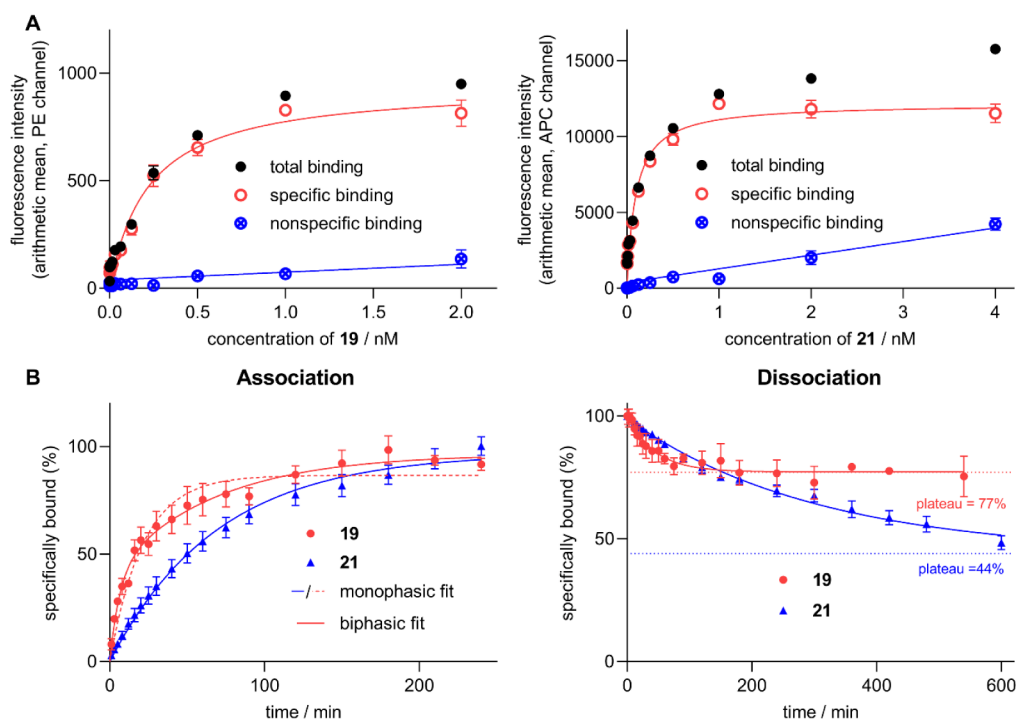 A
fluorescence intensity
(arithmetic mean, PE channel)
1000
500
0
total binding
specific binding
nonspecific binding
0.0
0.5
1.0
1.5
2.0
concentration of 19 / nM
fluorescence intensity
(arithmetic mean, APC channel)
15000
10000
5000
0
total binding
specific binding
nonspecific binding
0
1
2
3
4
concentration of 21 / nM
B
Association
specifically bound (%)
100
50
0
19
21
/ monophasic fit
biphasic fit
0
100
200
time / min
Dissociation
specifically bound (%)
100
50
0
plateau = 77%
plateau =44%
19
21
0
200
400
600
time / min